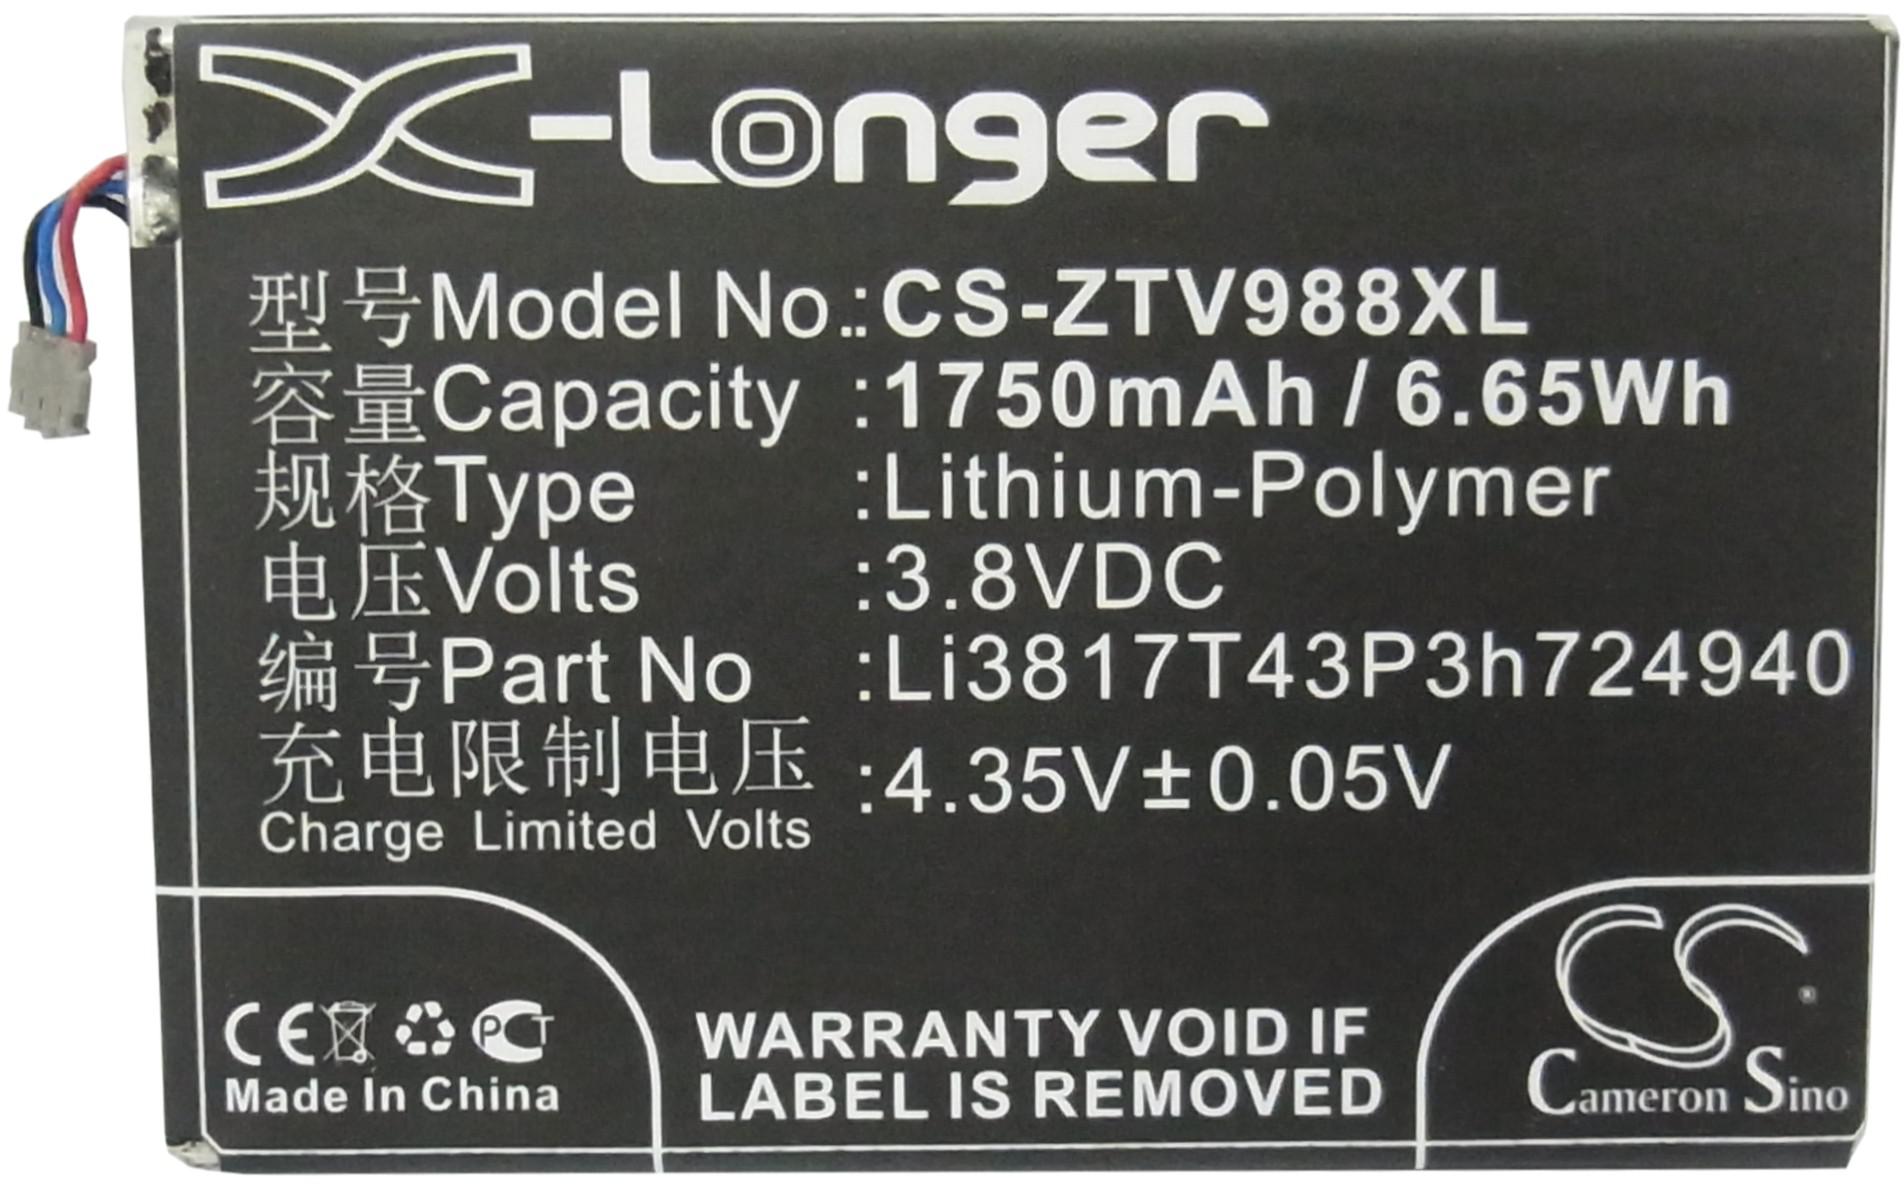 X-Longer
型号Model No.:CS-ZTV988XL
容量Capacity :1750mAh / 6.65Wh
规格Type :Lithium-Polymer
电压Volts :3.8VDC
编号Part No :Li3817T43P3h724940
充电限制电压 :4.35V±0.05V
Charge Limited Volts
CE PCT
Made In China
WARRANTY VOID IF
LABEL IS REMOVED
CS ®
Cameron Sino